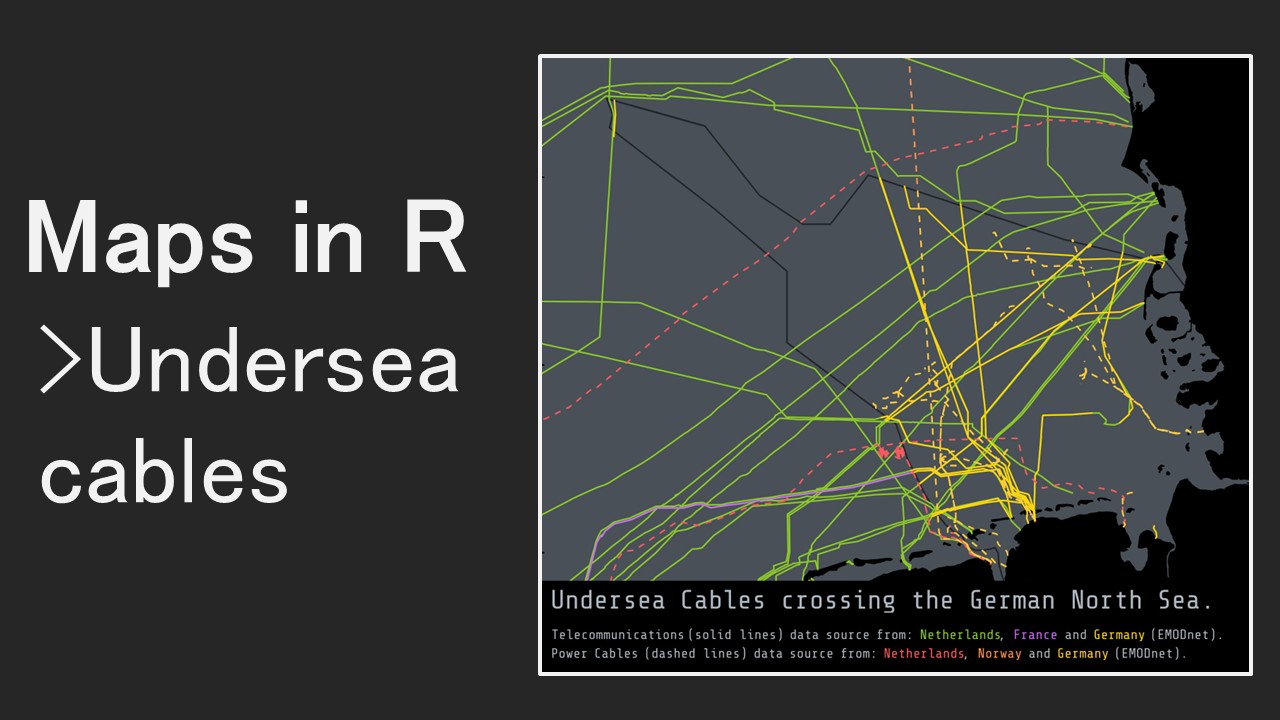 Maps in R
>Undersea
cables
Undersea Cables crossing the German North Sea.
Telecommunications (solid lines) data source from: Netherlands, France and Germany (EMODnet).
Power Cables (dashed lines) data source from: Netherlands, Norway and Germany (EMODnet).